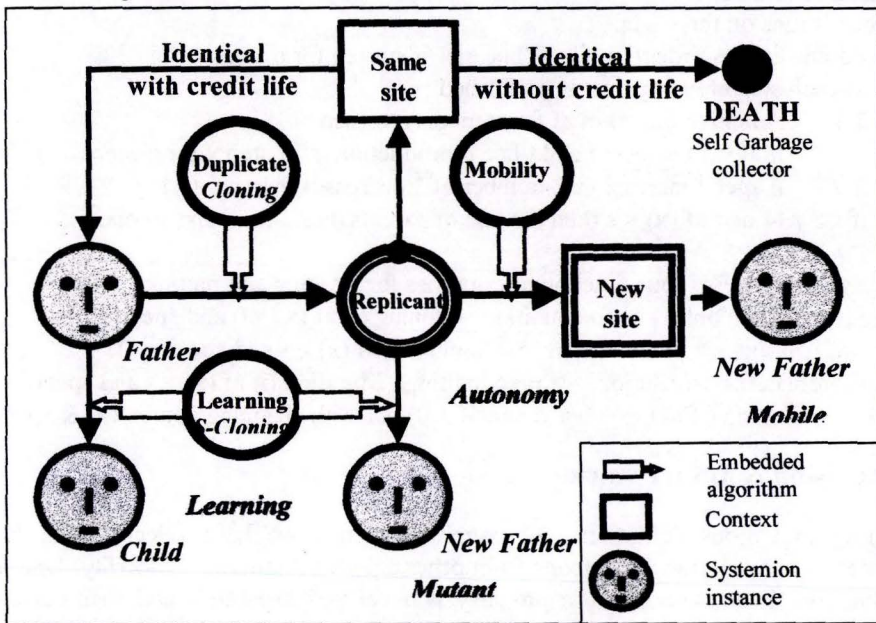 Identical
with credit life
Same
site
Identical
without credit life
DEATH
Self Garbage
collector
Duplicate
Cloning
Mobility
Replicant
New
site
Father
Autonomy
New Father
Mobile
Learning
S-Cloning
Learning
Child
New Father
Mutant
Embedded
algorithm
Context
Systemion
instance